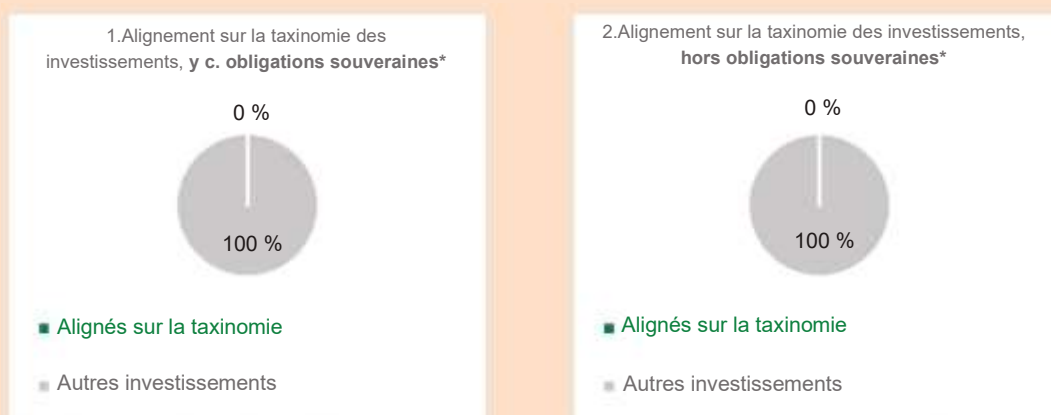 1.Alignement sur la taxinomie des
investissements, y c. obligations souveraines*
0 %
100 %
Alignés sur la taxinomie
Autres investissements
2.Alignement sur la taxinomie des investissements,
hors obligations souveraines*
0 %
100 %
Alignés sur la taxinomie
Autres investissements